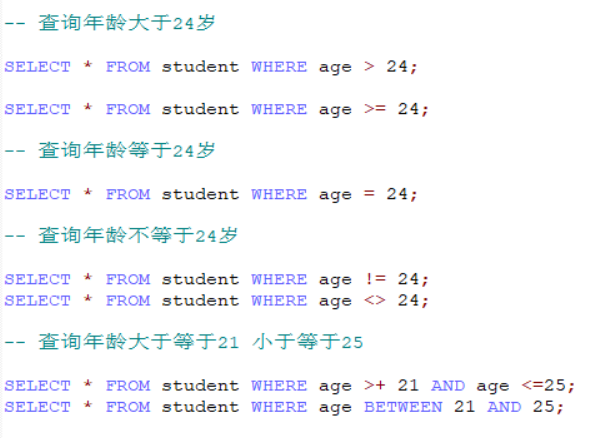 -- 查询年龄大于24岁
SELECT * FROM student WHERE age > 24;
SELECT * FROM student WHERE age >= 24;
-- 查询年龄等于24岁
SELECT * FROM student WHERE age = 24;
-- 查询年龄不等于24岁
SELECT * FROM student WHERE age != 24;
SELECT * FROM student WHERE age <> 24;
-- 查询年龄大于等于21 小于等于25
SELECT * FROM student WHERE age >+ 21 AND age <=25;
SELECT * FROM student WHERE age BETWEEN 21 AND 25;